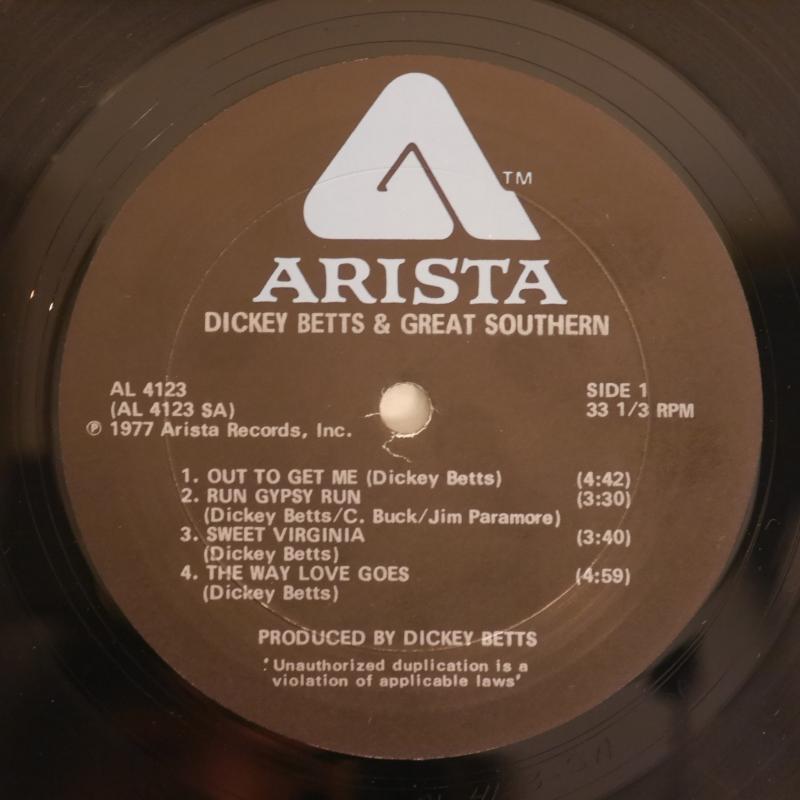 TM
ARISTA
DICKEY BETTS & GREAT SOUTHERN
AL 4123
(AL 4123 SA)
℗ 1977 Arista Records, Inc.
SIDE 1
33 1/3 RPM
1. OUT TO GET ME (Dickey Betts) (4:42)
2. RUN GYPSY RUN (3:30)
(Dickey Betts/C. Buck/Jim Paramore)
3. SWEET VIRGINIA (3:40)
(Dickey Betts)
4. THE WAY LOVE GOES (4:59)
(Dickey Betts)
PRODUCED BY DICKEY BETTS
'Unauthorized duplication is a
violation of applicable laws'